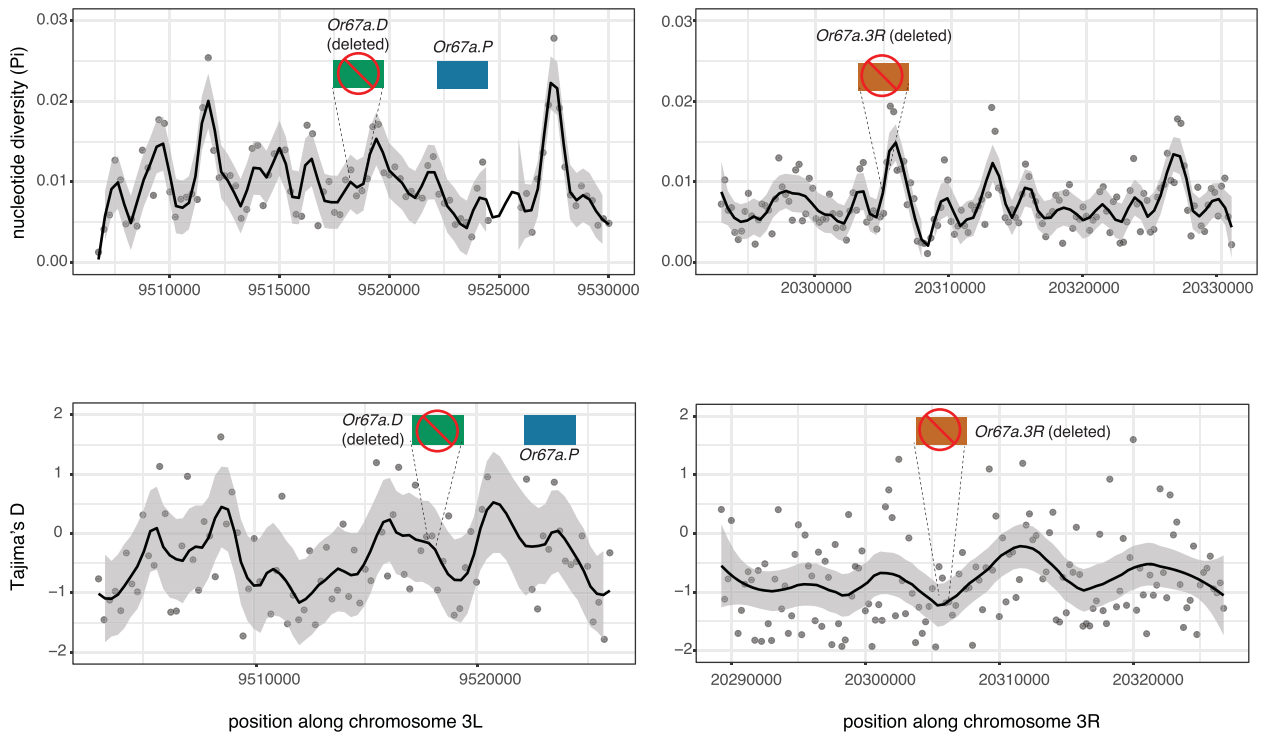 nucleotide diversity (Pi)
0.03
0.02
0.01
0.00
Or67a.D
(deleted)
Or67a.P
9510000
9515000
9520000
9525000
9530000
0.03
0.02
0.01
0.00
Or67a.3R (deleted)
20300000
20310000
20320000
20330000
Tajima's D
2
1
0
−1
−2
Or67a.D
(deleted)
Or67a.P
9510000
9520000
position along chromosome 3L
2
1
0
−1
−2
Or67a.3R (deleted)
20290000
20300000
20310000
20320000
position along chromosome 3R